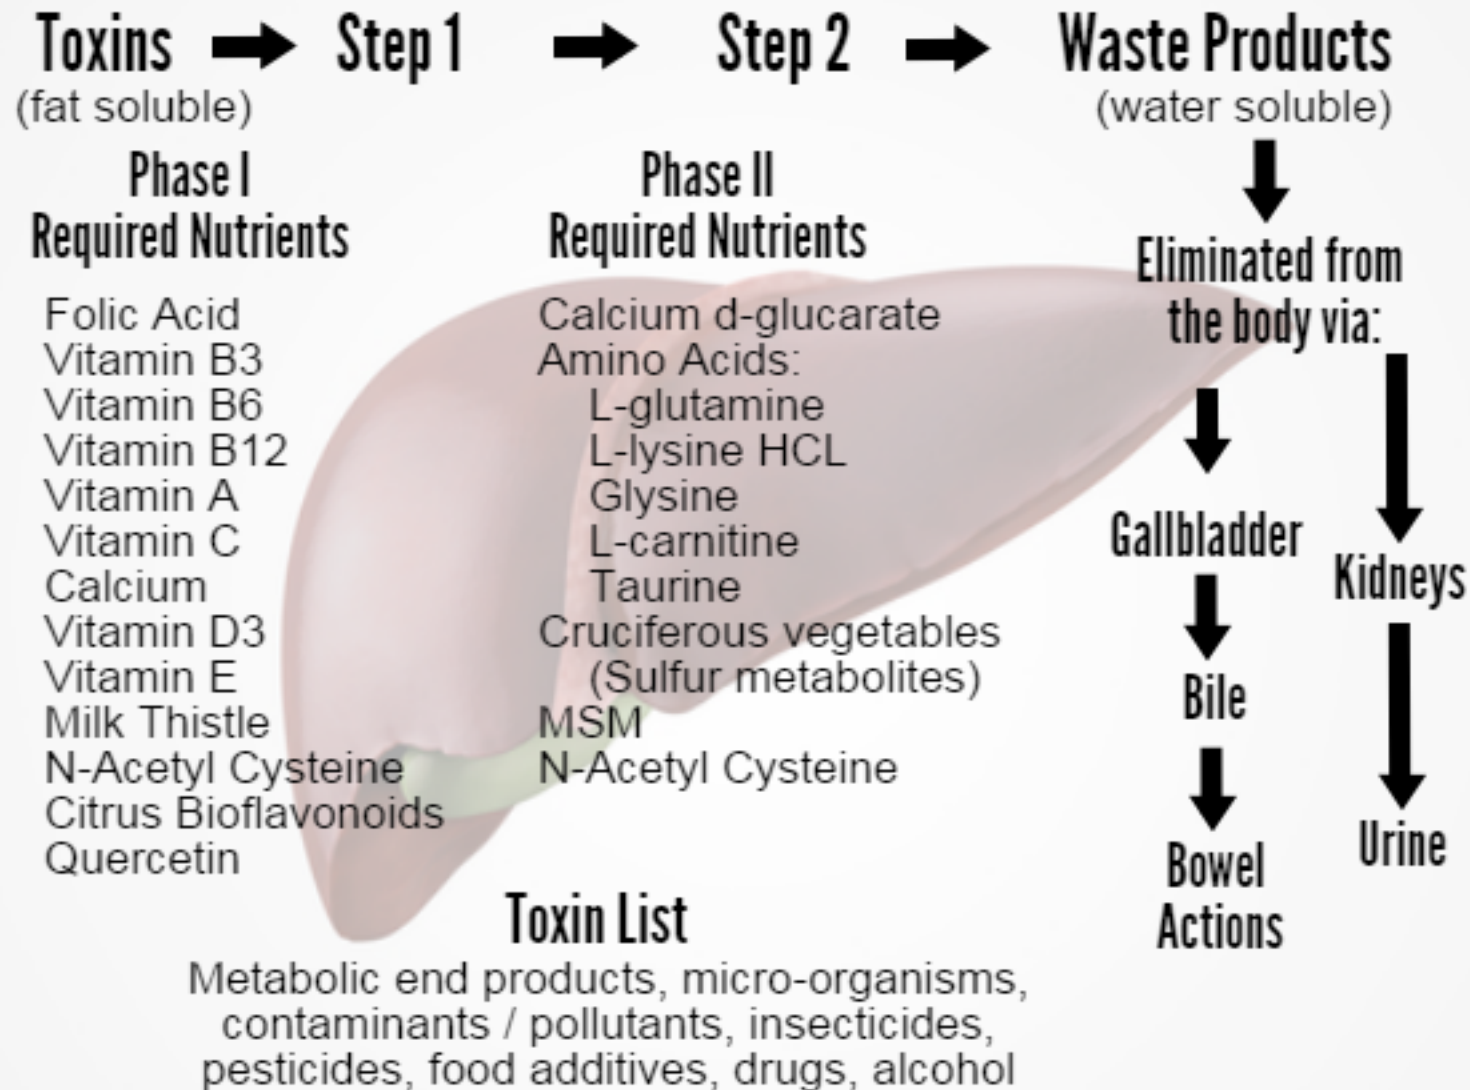 Toxins → Step 1 → Step 2 → Waste Products
(fat soluble)
(water soluble)
Phase I
Required Nutrients
Folic Acid
Vitamin B3
Vitamin B6
Vitamin B12
Vitamin A
Vitamin C
Calcium
Vitamin D3
Vitamin E
Milk Thistle
N-Acetyl Cysteine
Citrus Bioflavonoids
Quercetin
Phase II
Required Nutrients
Calcium d-glucarate
Amino Acids:
L-glutamine
L-lysine HCL
Glysine
L-carnitine
Taurine
Cruciferous vegetables
(Sulfur metabolites)
MSM
N-Acetyl Cysteine
Eliminated from
the body via:
Gallbladder
Bile
Bowel
Actions
Kidneys
Urine
Toxin List
Metabolic end products, micro-organisms,
contaminants / pollutants, insecticides,
pesticides, food additives, drugs, alcohol